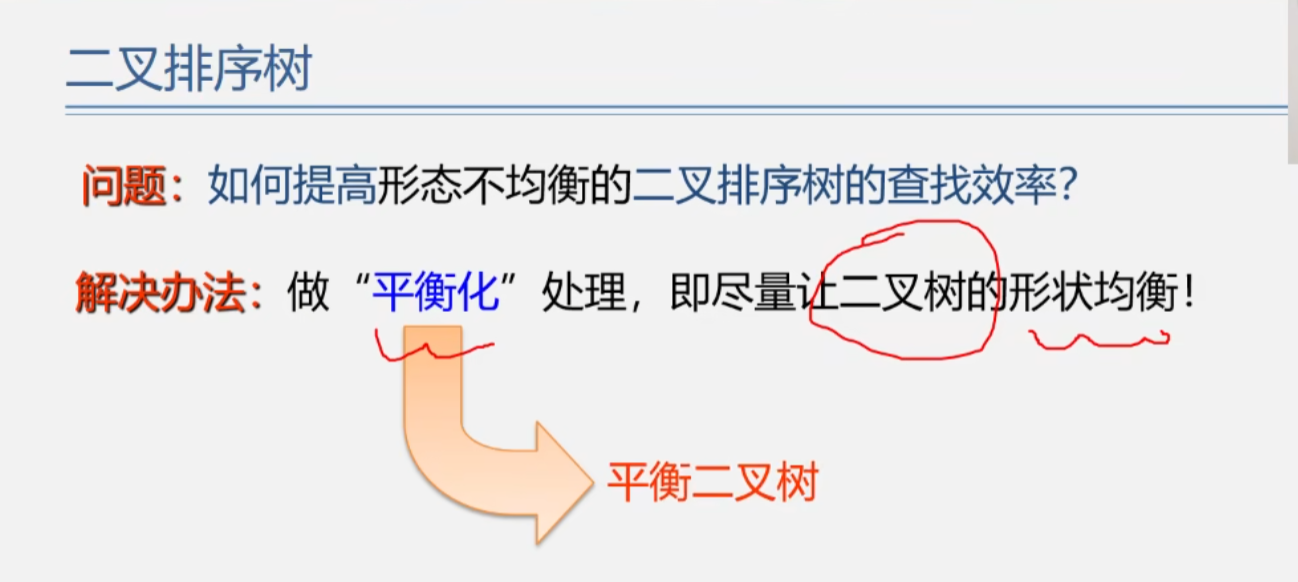 二叉排序树
问题：如何提高形态不均衡的二叉排序树的查找效率？
解决办法：做“平衡化”处理，即尽量让二叉树的形状均衡！
平衡二叉树